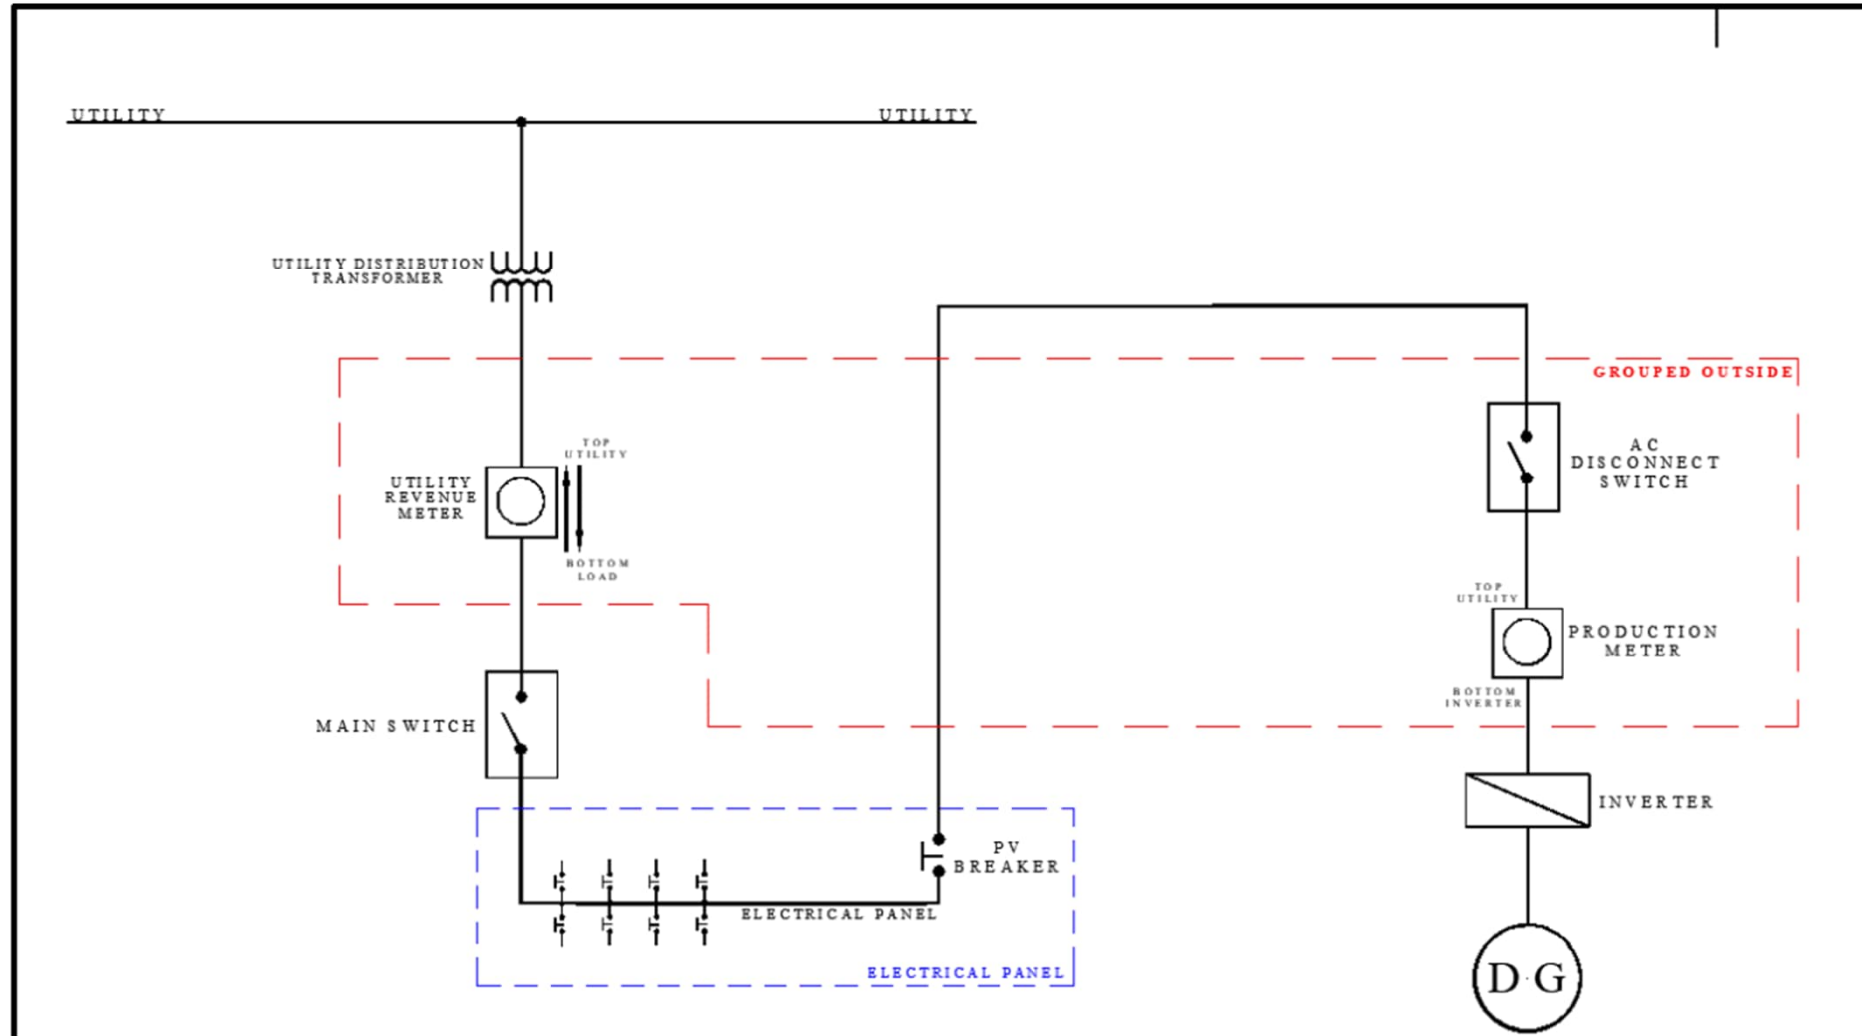 UTILITY
UTILITY
UTILITY DISTRIBUTION
TRANSFORMER
GROUPED OUTSIDE
TOP
UTILITY
UTILITY
REVENUE
METER
BOTTOM
LOAD
AC
DISCONNECT
SWITCH
TOP
UTILITY
PRODUCTION
METER
BOTTOM
INVERTER
MAIN SWITCH
INVERTER
PV
BREAKER
ELECTRICAL PANEL
ELECTRICAL PANEL
D·G